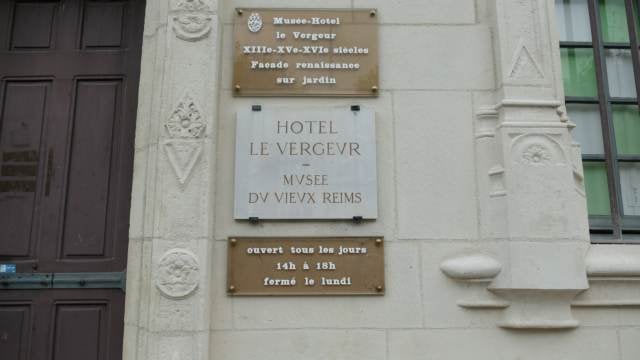 Musée-Hotel
le Vergeur
XIIIe-XVe-XVIe siècles
Façade renaissance
sur jardin
HOTEL
LE VERGEVR
–
MVSEE
DV VIEVX REIMS
ouvert tous les jours
14h à 18h
fermé le lundi